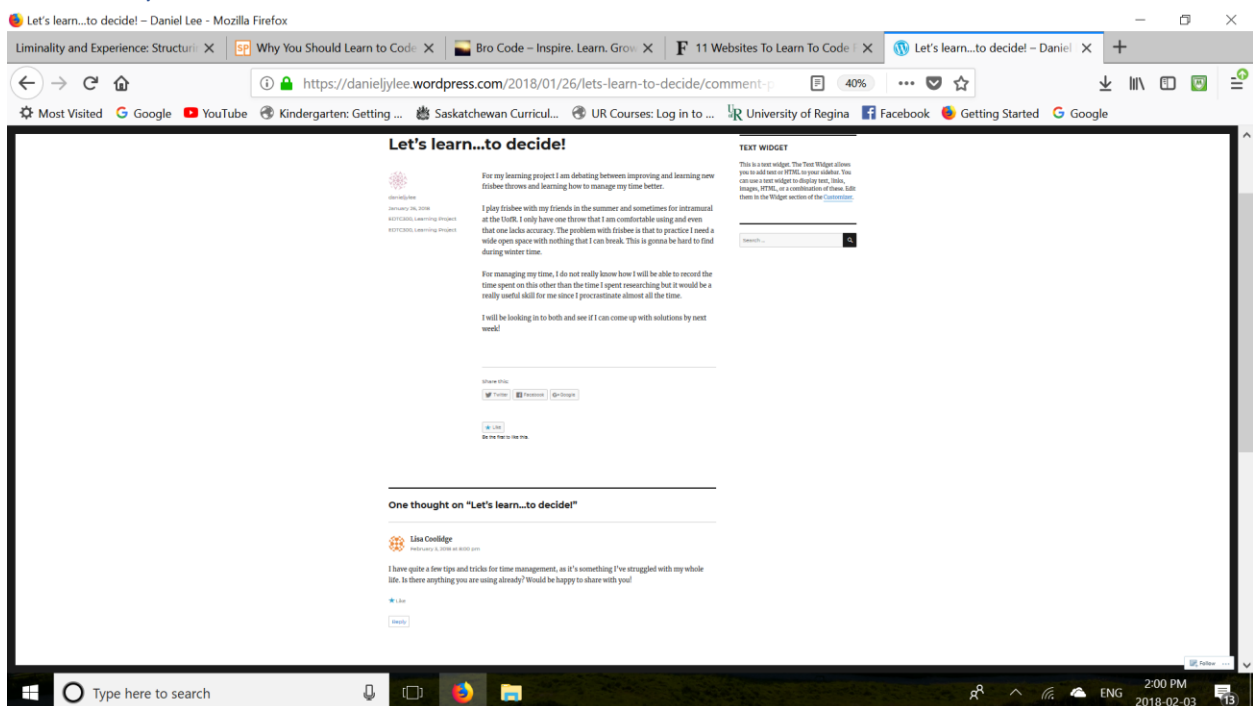 Let's learn...to decide! – Daniel Lee - Mozilla Firefox
Liminality and Experience: Structurin
SP Why You Should Learn to Code
Bro Code – Inspire. Learn. Grow
F 11 Websites To Learn To Code F
Let's learn...to decide! – Daniel
https://danieljylee.wordpress.com/2018/01/26/lets-learn-to-decide/comment-p
40%
Most Visited
Google
YouTube
Kindergarten: Getting ...
Saskatchewan Curricul...
UR Courses: Log in to ...
University of Regina
Facebook
Getting Started
Google
Let's learn...to decide!
danieljylee
January 26, 2018
EDTC300, Learning Project
EDTC300, Learning Project
For my learning project I am debating between improving and learning new
frisbee throws and learning how to manage my time better.
I play frisbee with my friends in the summer and sometimes for intramural
at the UofR. I only have one throw that I am comfortable using and even
that one lacks accuracy. The problem with frisbee is that to practice I need a
wide open space with nothing that I can break. This is gonna be hard to find
during winter time.
For managing my time, I do not really know how I will be able to record the
time spent on this other than the time I spent researching but it would be a
really useful skill for me since I procrastinate almost all the time.
I will be looking in to both and see if I can come up with solutions by next
week!
Share this:
Twitter
Facebook
G+ Google
Like
Be the first to like this.
TEXT WIDGET
This is a text widget. The Text Widget allows
you to add text or HTML to your sidebar. You
can use a text widget to display text, links,
images, HTML, or a combination of these. Edit
them in the Widget section of the Customizer.
Search ...
One thought on "Let's learn...to decide!"
Lisa Coolidge
I have quite a few tips and tricks for time management, as it's something I've struggled with my whole
life. Is there anything you are using already? Would be happy to share with you!
Like
Reply
Follow
Type here to search
ENG
2:00 PM
2018-02-03
13